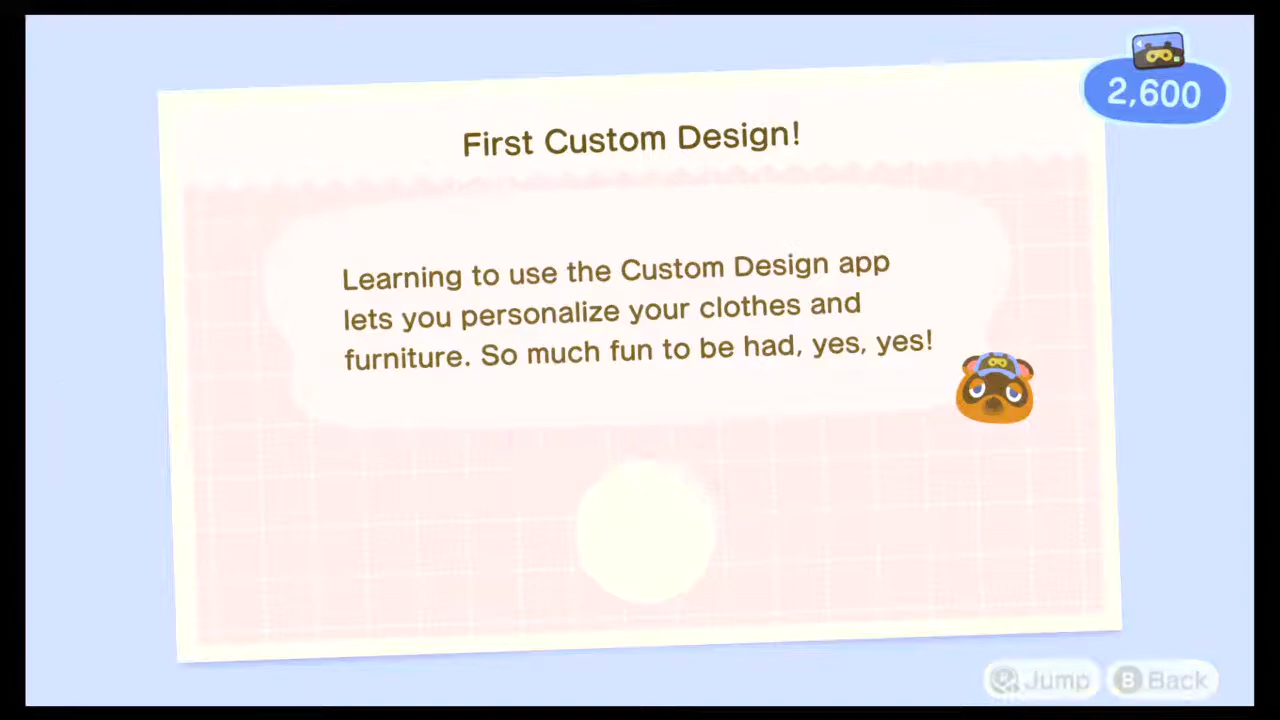 2,600
First Custom Design!
Learning to use the Custom Design app
lets you personalize your clothes and
furniture. So much fun to be had, yes, yes!
Jump B Back